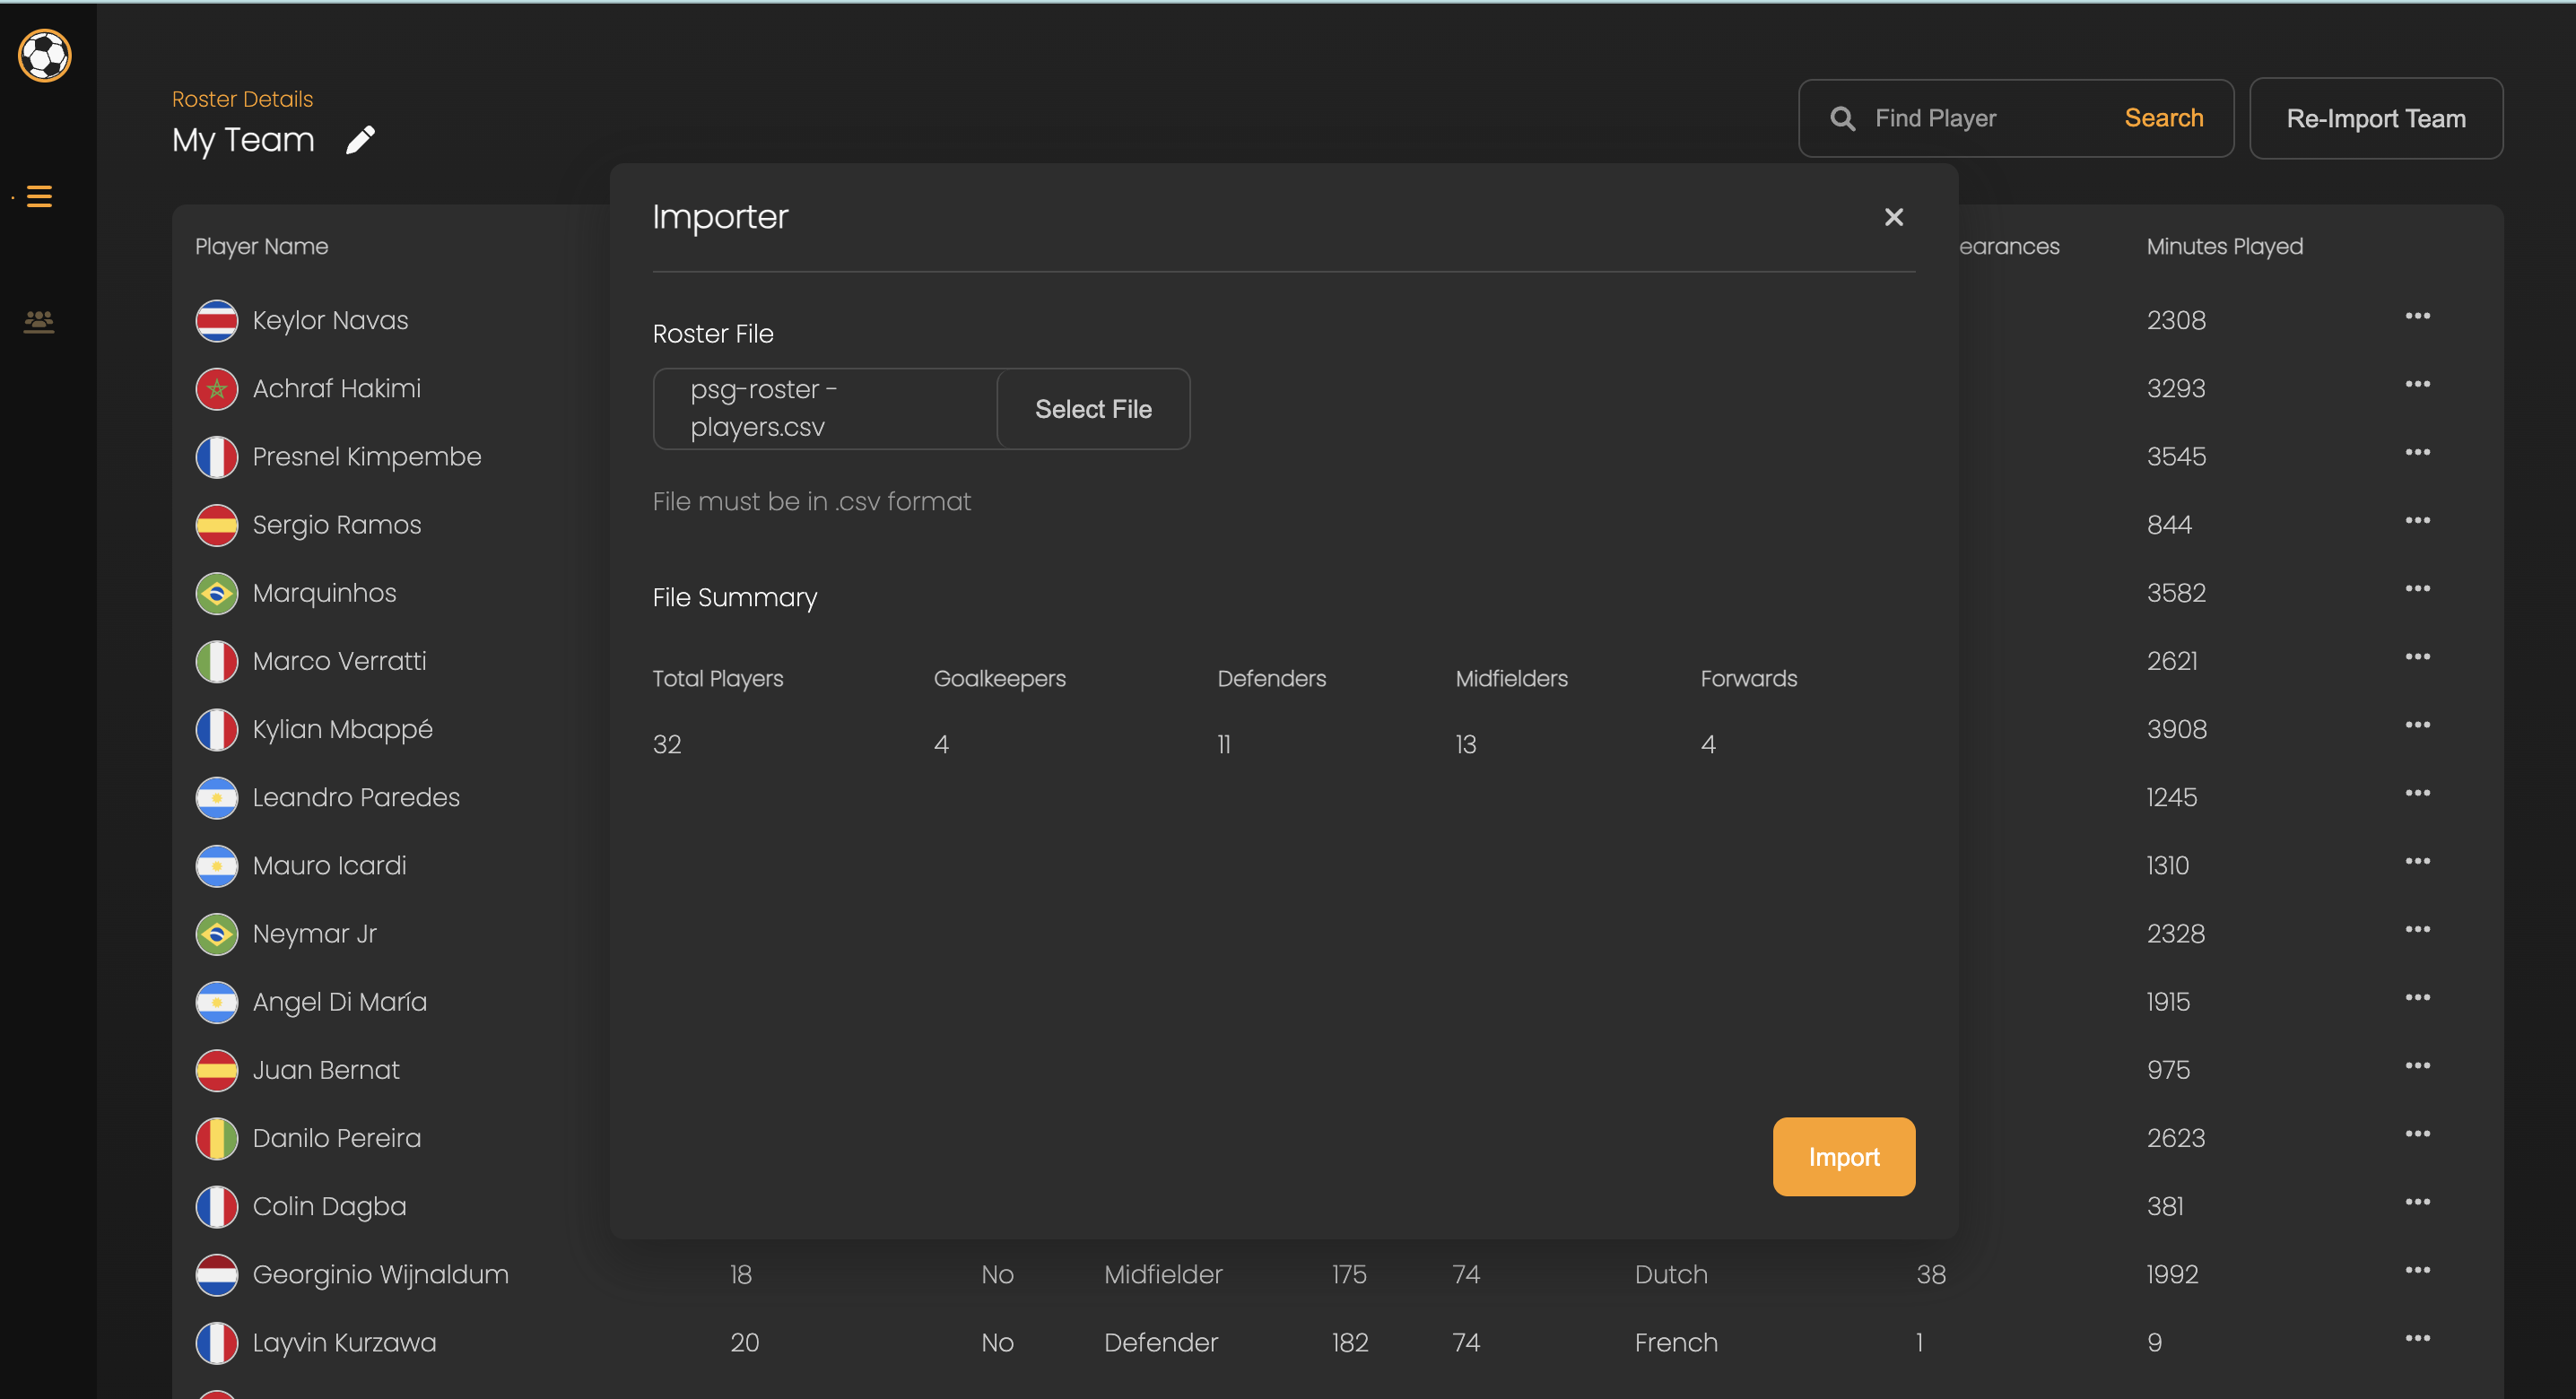 Roster Details
My Team
Find Player
Search
Re-Import Team
Importer
Roster File
psg-roster -
players.csv
Select File
File must be in .csv format
File Summary
Total Players Goalkeepers Defenders Midfielders Forwards
32 4 11 13 4
Import
Player Name earances Minutes Played
Keylor Navas 2308
Achraf Hakimi 3293
Presnel Kimpembe 3545
Sergio Ramos 844
Marquinhos 3582
Marco Verratti 2621
Kylian Mbappé 3908
Leandro Paredes 1245
Mauro Icardi 1310
Neymar Jr 2328
Angel Di María 1915
Juan Bernat 975
Danilo Pereira 2623
Colin Dagba 381
Georginio Wijnaldum 18 No Midfielder 175 74 Dutch 38 1992
Layvin Kurzawa 20 No Defender 182 74 French 1 9